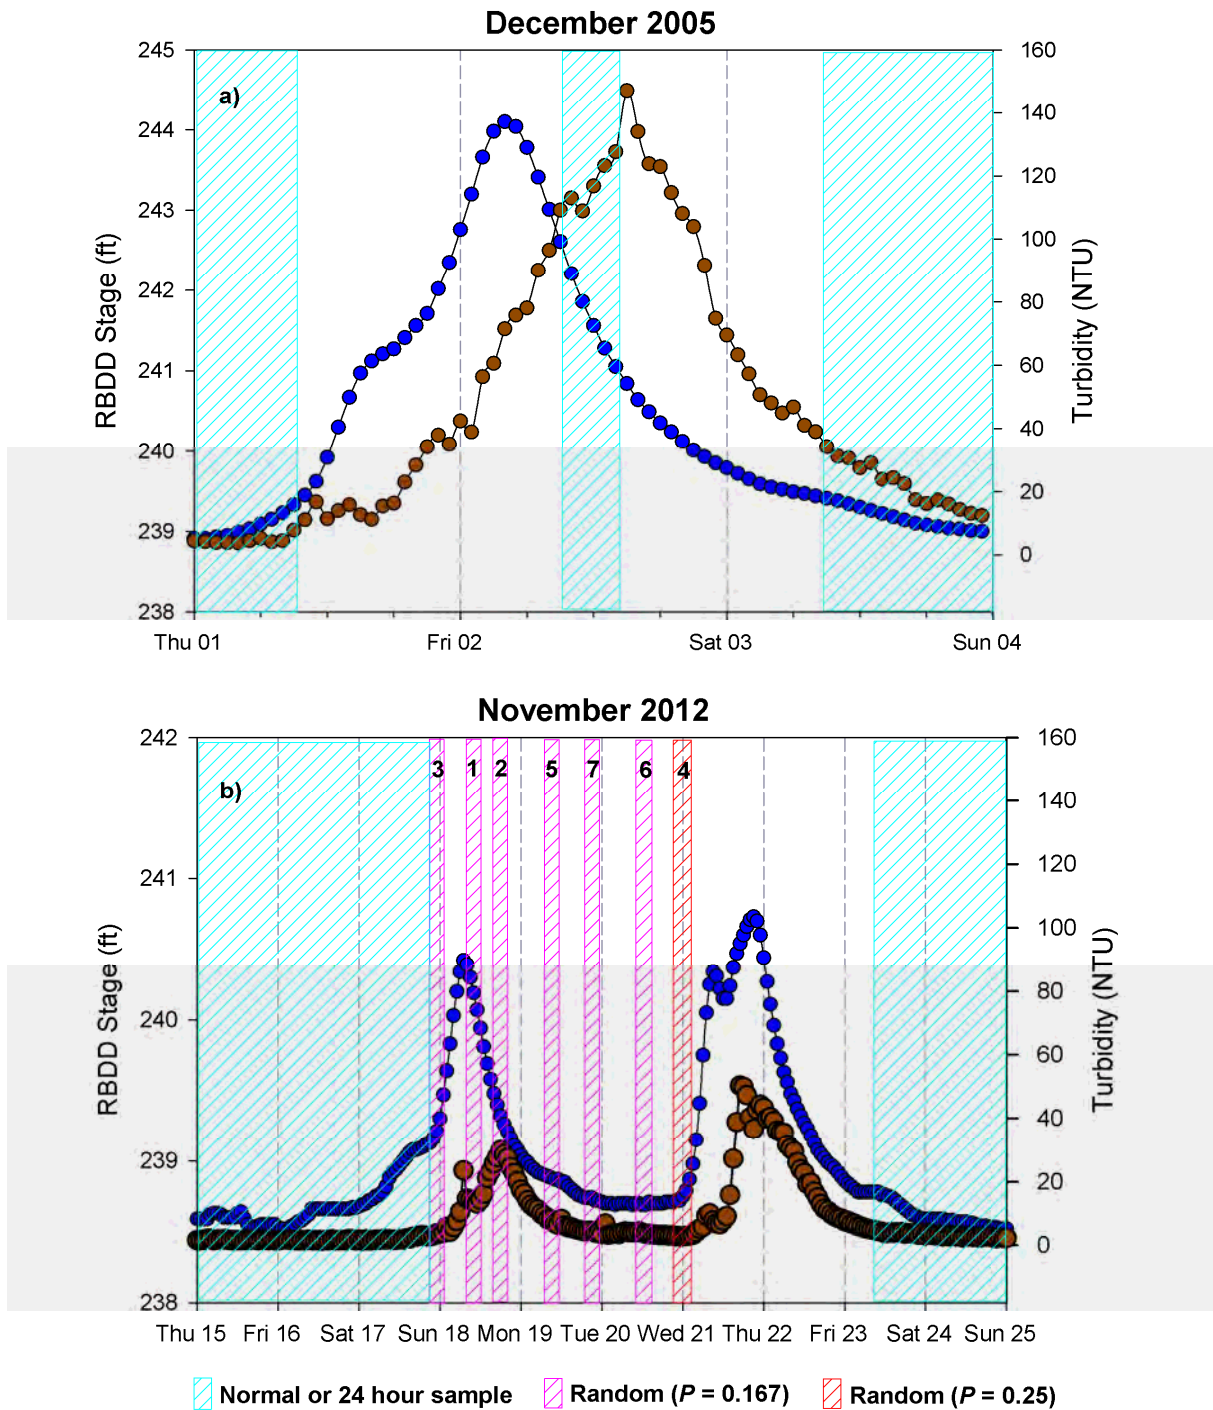 December 2005
245
244
243
242
241
240
239
238
RBDD Stage (ft)
a)
160
140
120
100
80
60
40
20
0
Turbidity (NTU)
Thu 01 Fri 02 Sat 03 Sun 04
November 2012
242
241
240
239
238
RBDD Stage (ft)
b)
3 1 2 5 7 6 4
160
140
120
100
80
60
40
20
0
Turbidity (NTU)
Thu 15 Fri 16 Sat 17 Sun 18 Mon 19 Tue 20 Wed 21 Thu 22 Fri 23 Sat 24 Sun 25
Normal or 24 hour sample Random (P = 0.167) Random (P = 0.25)